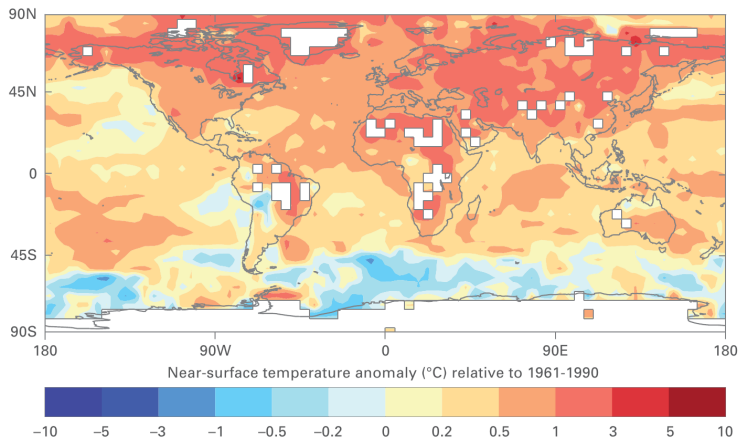 90N
45N
0
45S
90S
180 90W 0 90E 180
Near-surface temperature anomaly (°C) relative to 1961-1990
−10 −5 −3 −1 −0.5 −0.2 0 0.2 0.5 1 3 5 10